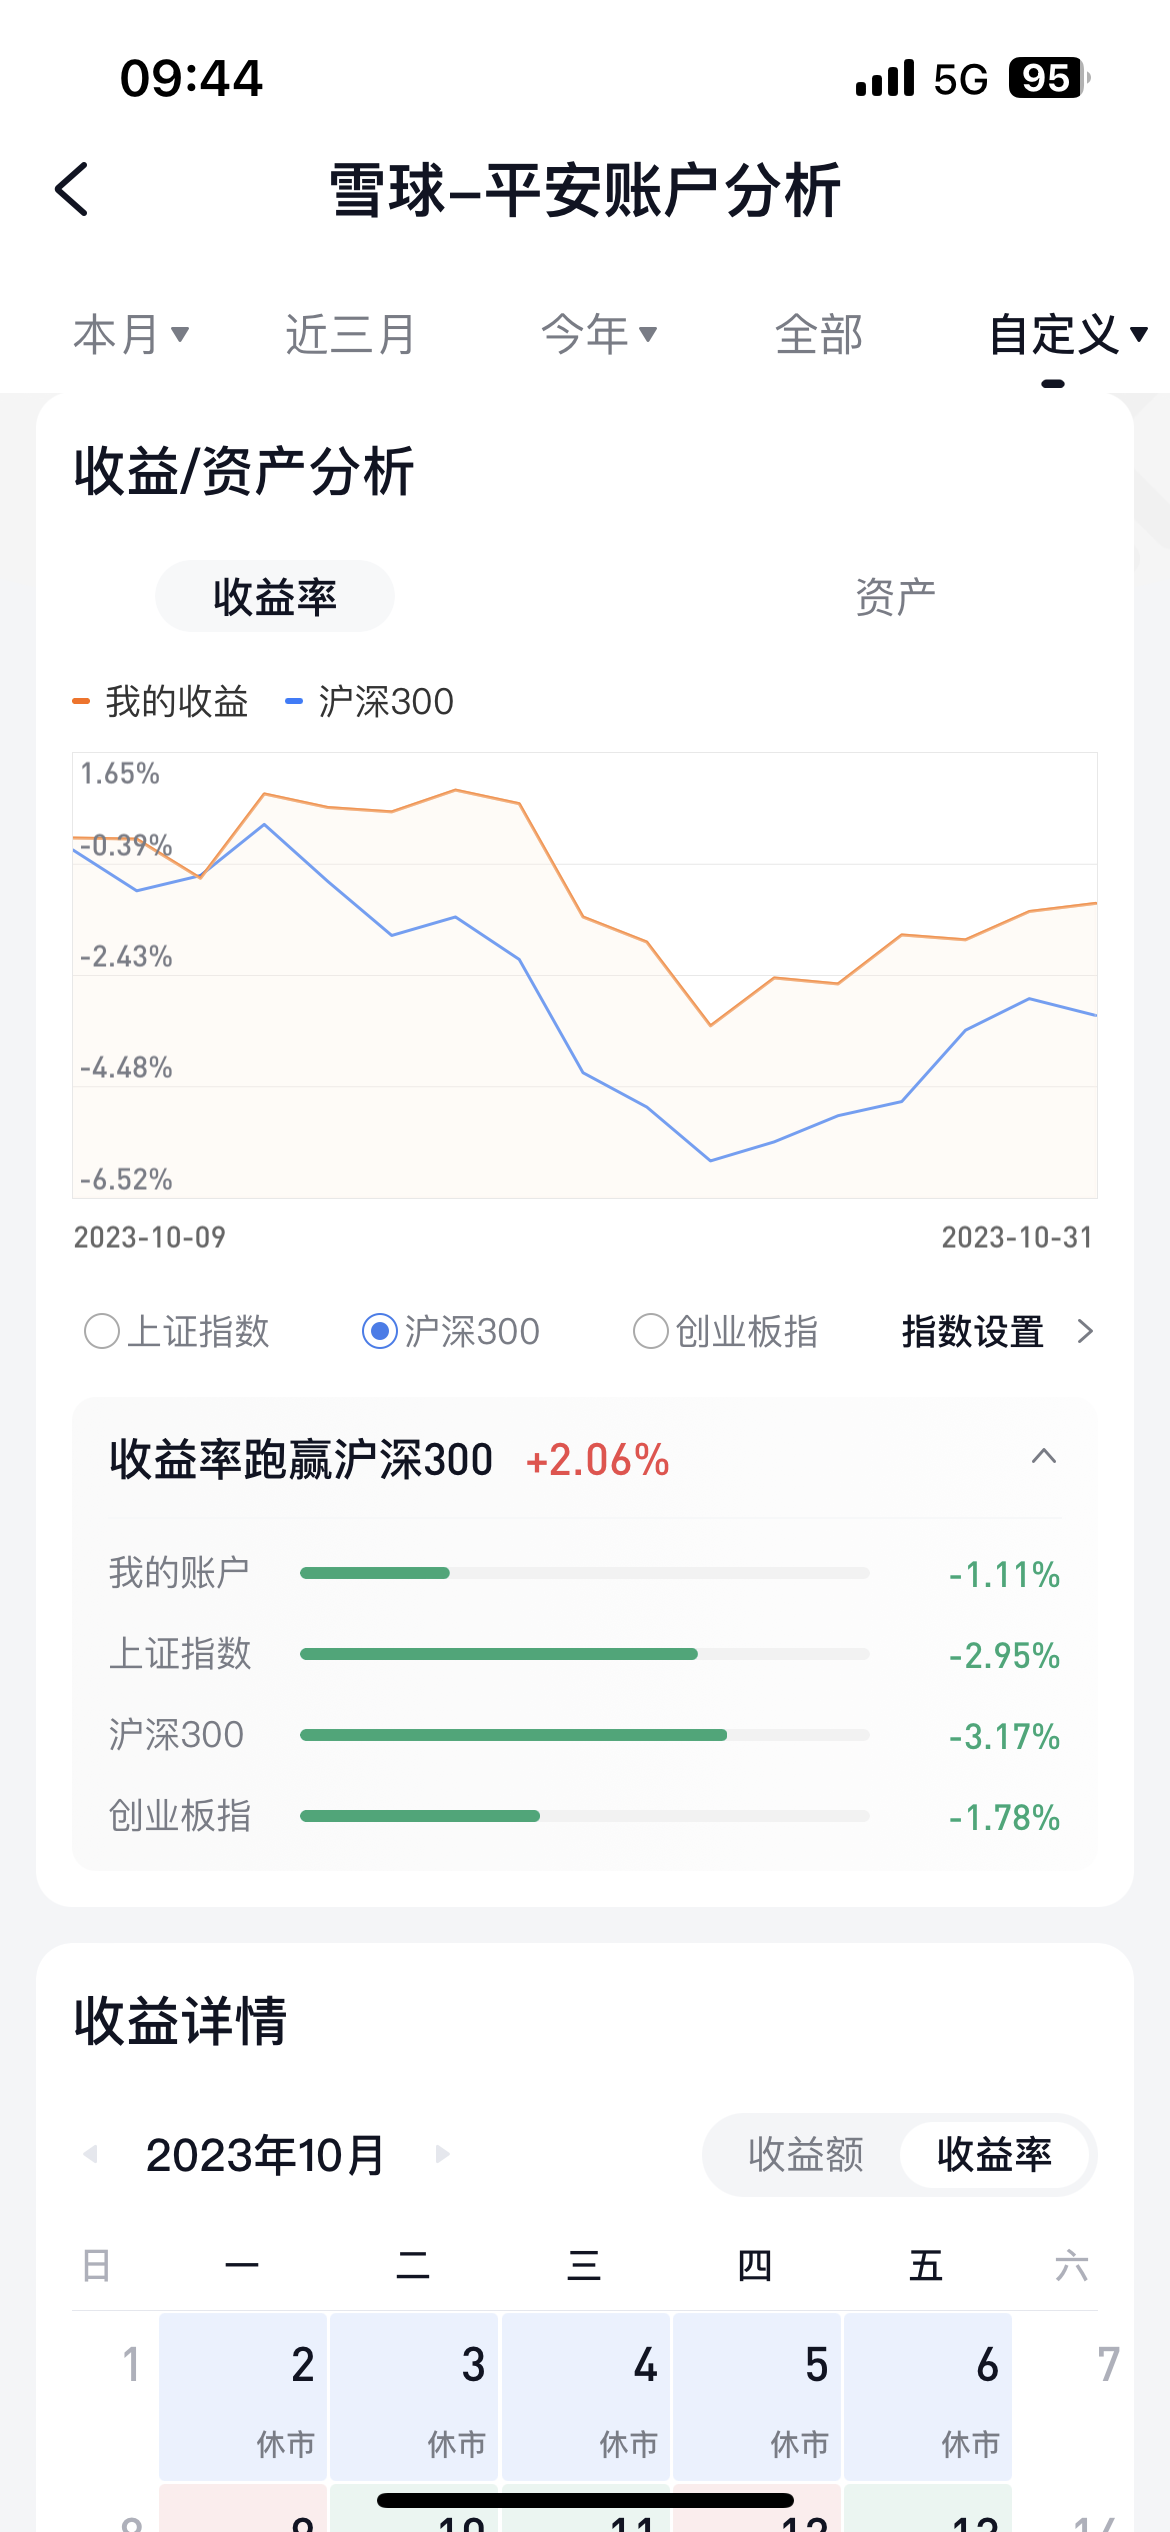 09:44 5G 95
雪球-平安账户分析
本月 近三月 今年 全部 自定义
收益/资产分析
收益率 资产
我的收益 沪深300
1.65%
-0.39%
-2.43%
-4.48%
-6.52%
2023-10-09 2023-10-31
上证指数 沪深300 创业板指 指数设置
收益率跑赢沪深300 +2.06%
我的账户 -1.11%
上证指数 -2.95%
沪深300 -3.17%
创业板指 -1.78%
收益详情
2023年10月 收益额 收益率
日 一 二 三 四 五 六
1 2 3 4 5 6 7
休市 休市 休市 休市 休市
8 9 10 11 12 13 14